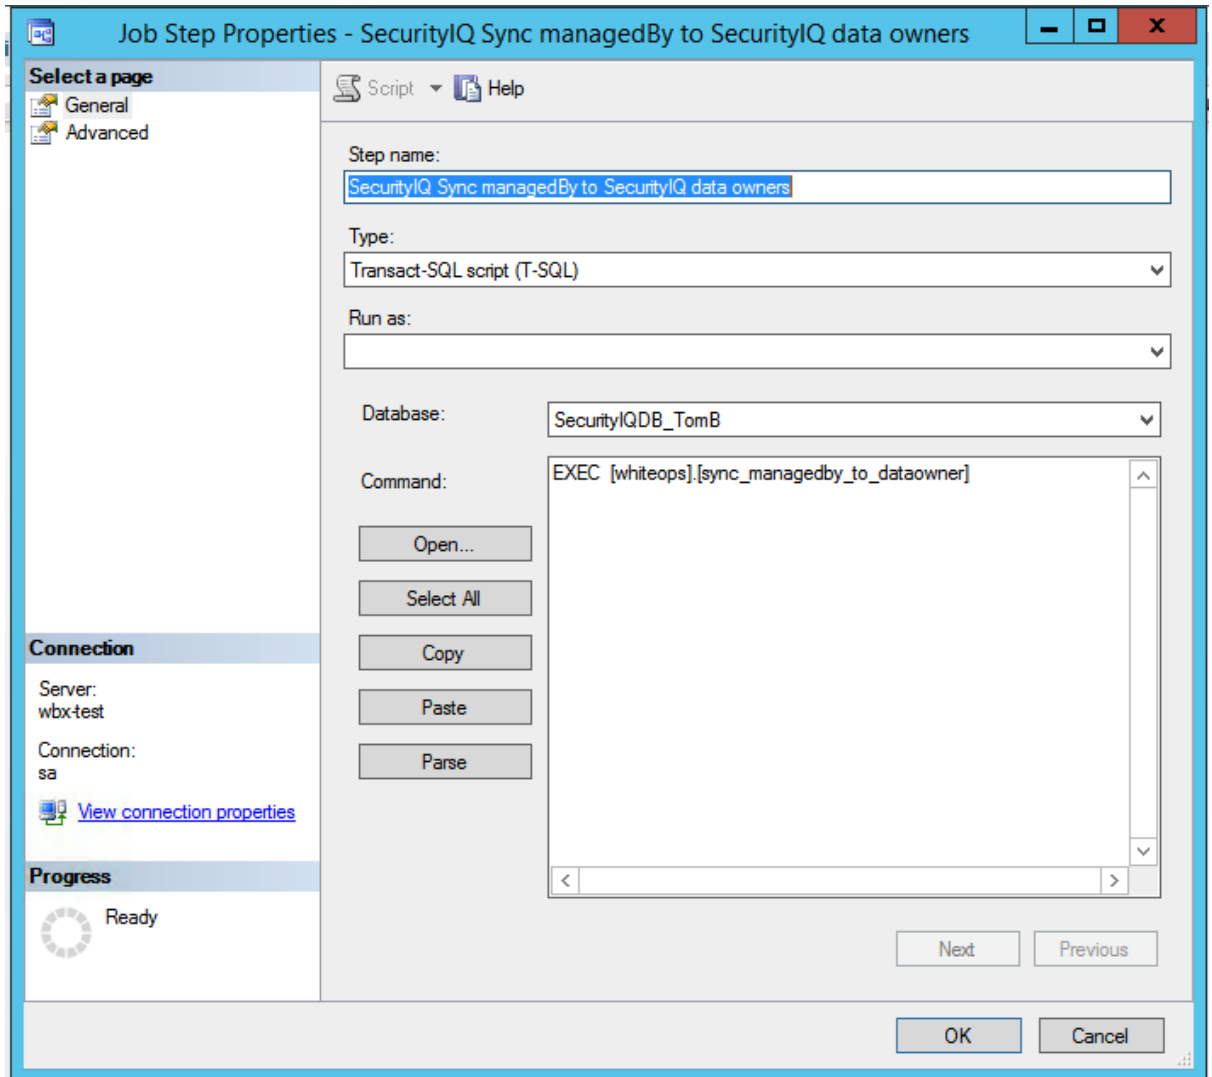 Job Step Properties - SecurityIQ Sync managedBy to SecurityIQ data owners
Select a page
General
Advanced
Script
Help
Step name:
SecurityIQ Sync managedBy to SecurityIQ data owners
Type:
Transact-SQL script (T-SQL)
Run as:
Database:
SecurityIQDB_TomB
Command:
EXEC  [whiteops].[sync_managedby_to_dataowner]
Open...
Select All
Copy
Paste
Parse
Connection
Server:
wbx-test
Connection:
sa
View connection properties
Progress
Ready
Next
Previous
OK
Cancel